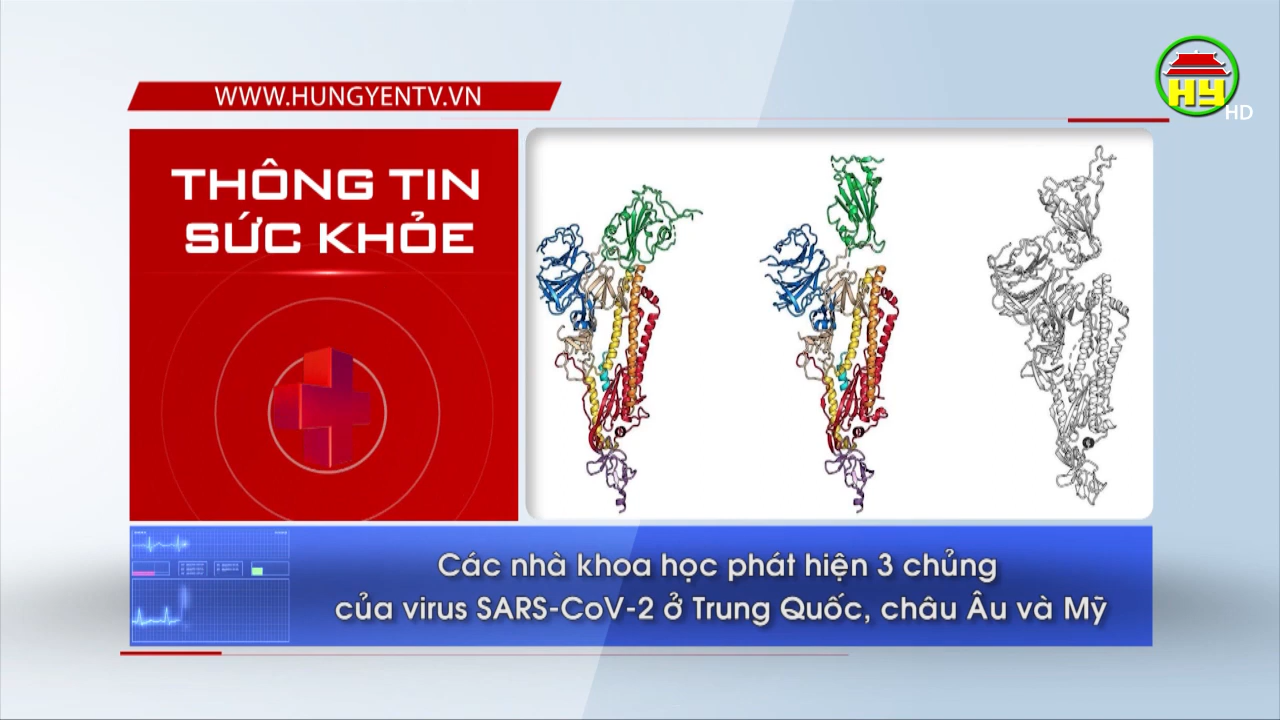 WWW.HUNGYENTV.VN
HY
HD
THÔNG TIN
SỨC KHỎE
Các nhà khoa học phát hiện 3 chủng
của virus SARS-CoV-2 ở Trung Quốc, châu Âu và Mỹ